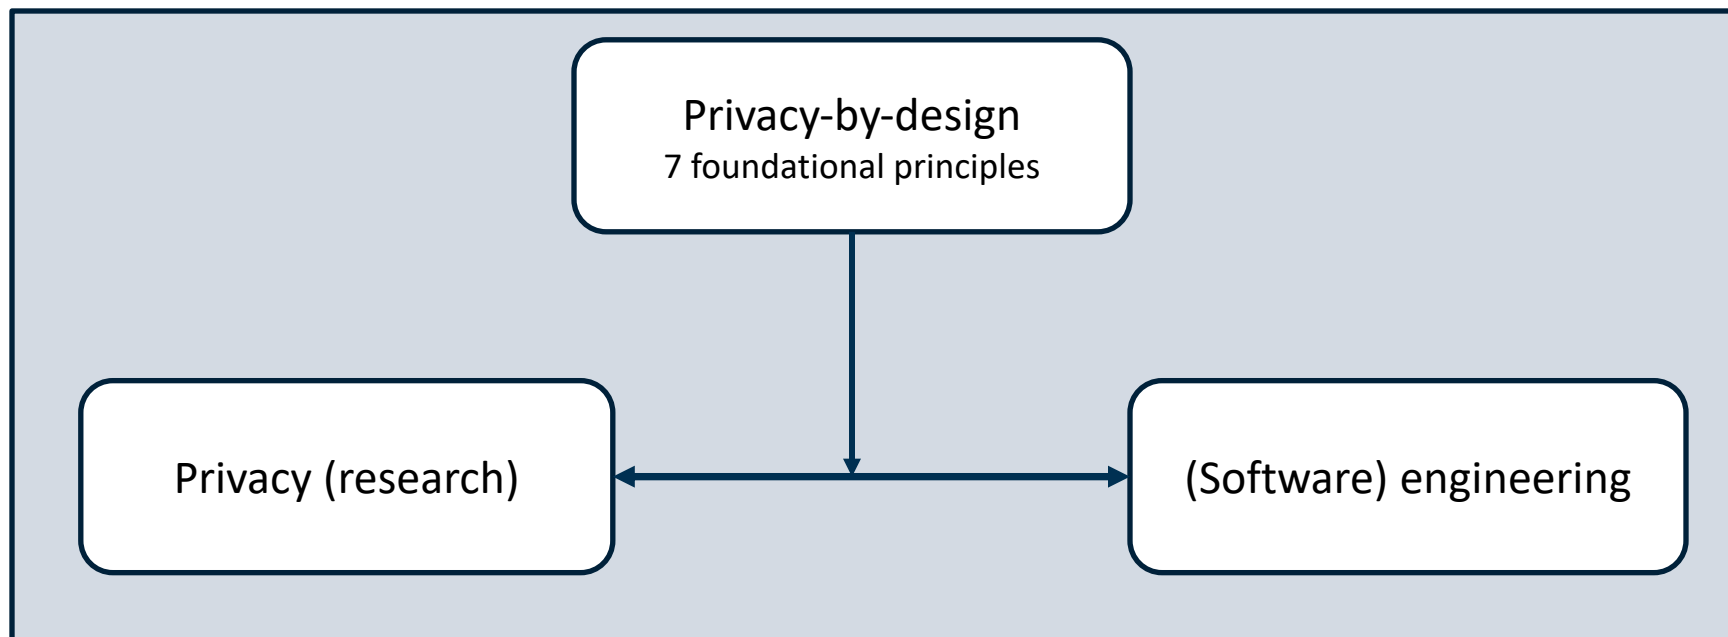 Privacy-by-design
7 foundational principles
Privacy (research)
(Software) engineering